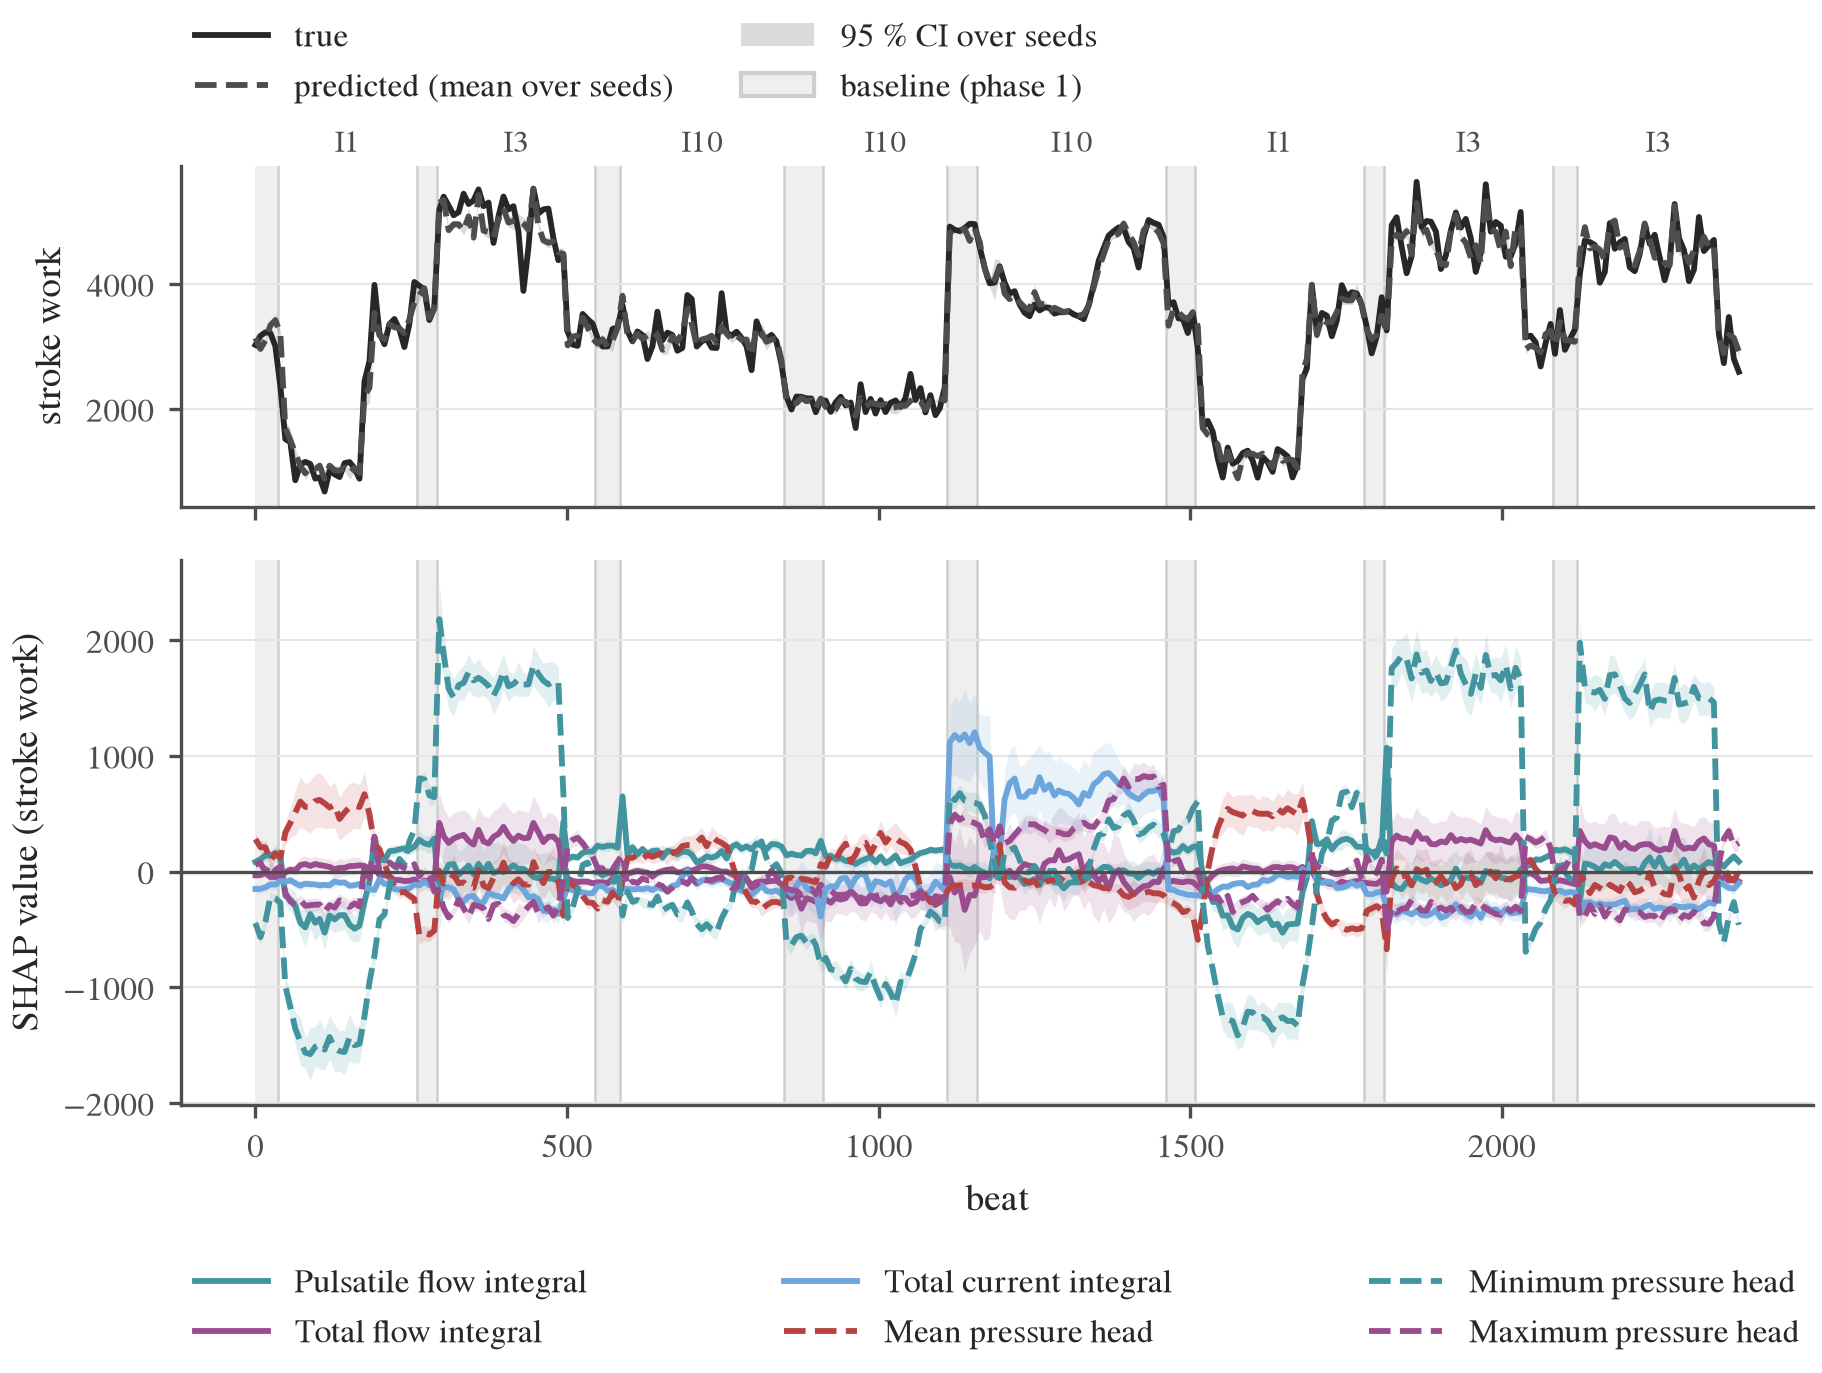 true
95 % CI over seeds
predicted (mean over seeds)
baseline (phase 1)
I1 I3 I10 I10 I10 I1 I3 I3
stroke work
4000
2000
SHAP value (stroke work)
2000
1000
0
−1000
−2000
0 500 1000 1500 2000
beat
Pulsatile flow integral
Total current integral
Minimum pressure head
Total flow integral
Mean pressure head
Maximum pressure head